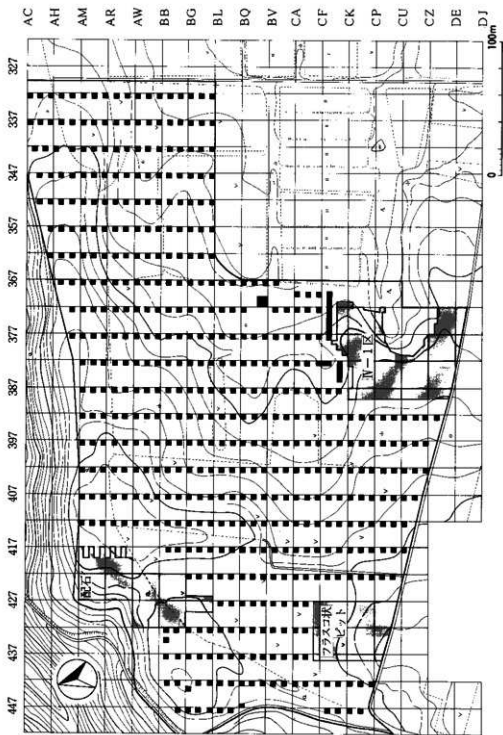 AC
AH
AM
AR
AW
BB
BG
BL
BQ
BV
CA
CF
CK
CP
CU
CZ
DE
DJ
327
337
347
357
367
377
387
397
407
417
427
437
447
0 100m
Ⅳ-1区
配石
フラスコ状
ピット